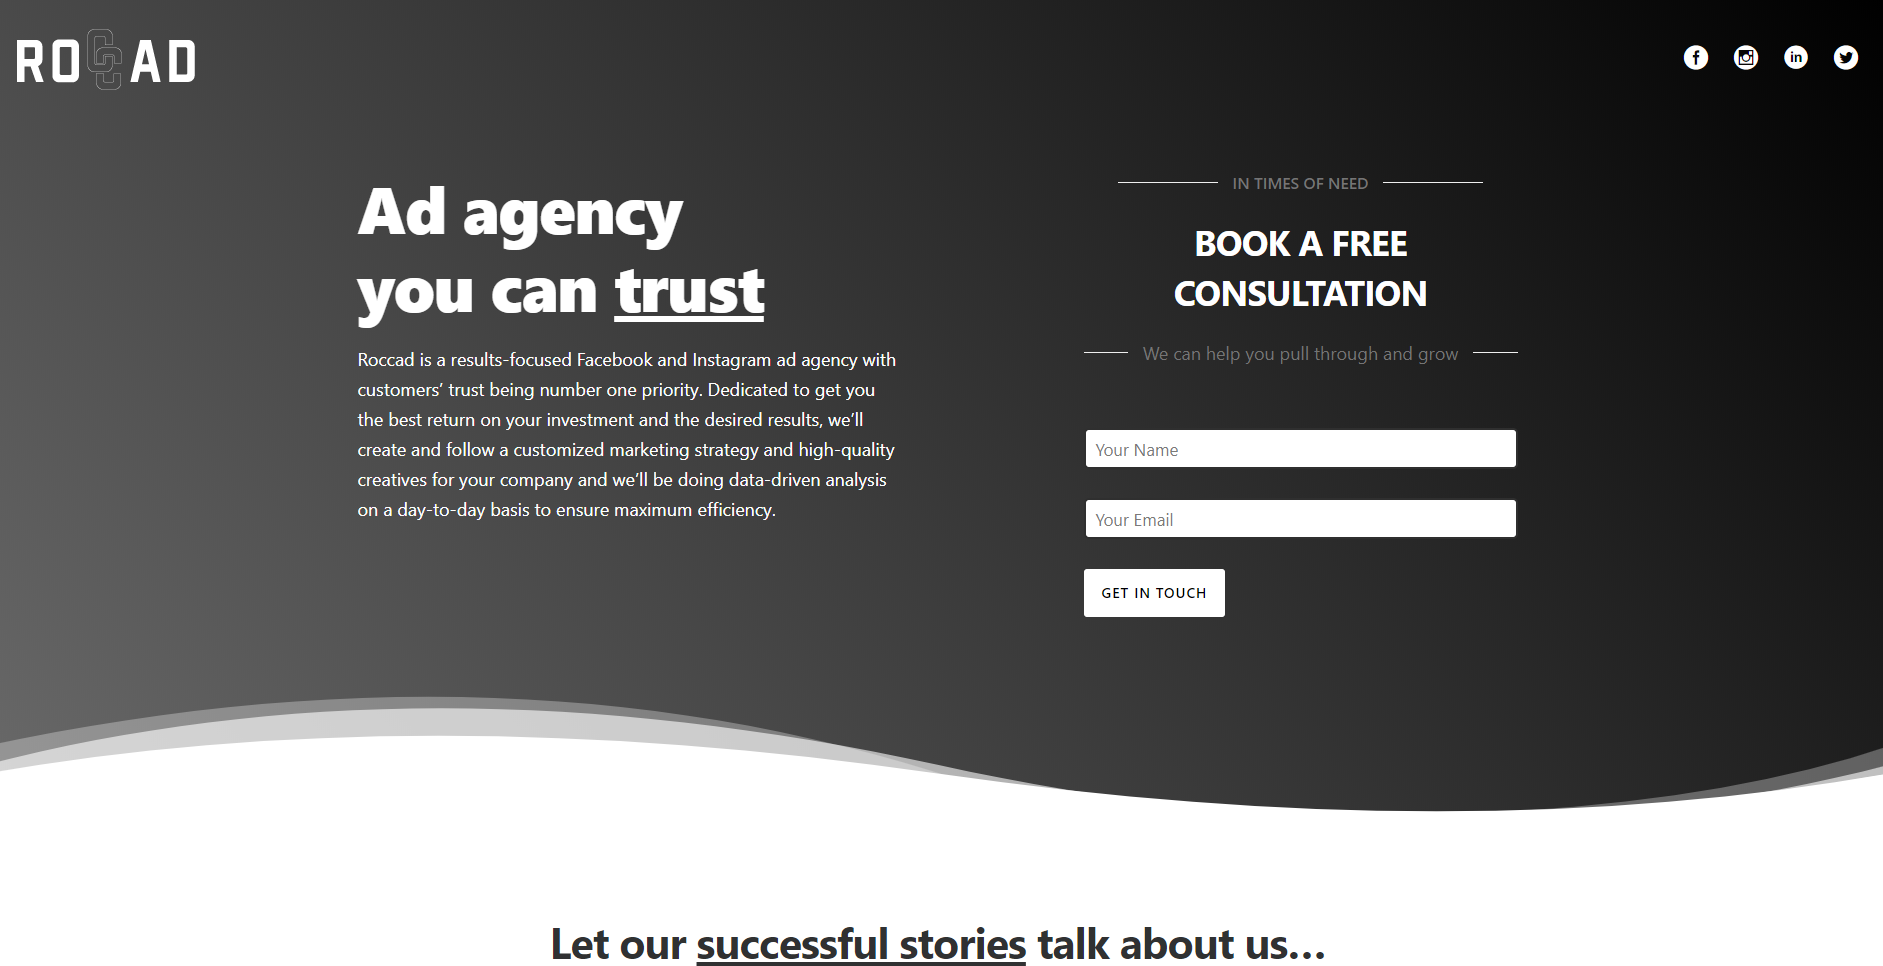 ROCCAD
Ad agency
you can trust
Roccad is a results-focused Facebook and Instagram ad agency with
customers’ trust being number one priority. Dedicated to get you
the best return on your investment and the desired results, we’ll
create and follow a customized marketing strategy and high-quality
creatives for your company and we’ll be doing data-driven analysis
on a day-to-day basis to ensure maximum efficiency.
IN TIMES OF NEED
BOOK A FREE
CONSULTATION
We can help you pull through and grow
Your Name
Your Email
GET IN TOUCH
Let our successful stories talk about us...